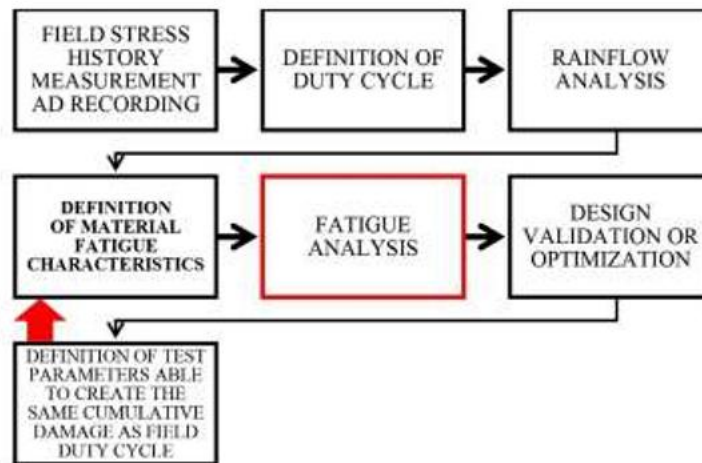 FIELD STRESS
HISTORY
MEASUREMENT
AD RECORDING
DEFINITION OF
DUTY CYCLE
RAINFLOW
ANALYSIS
DEFINITION
OF MATERIAL
FATIGUE
CHARACTERISTICS
FATIGUE
ANALYSIS
DESIGN
VALIDATION OR
OPTIMIZATION
DEFINITION OF TEST
PARAMETERS ABLE
TO CREATE THE
SAME CUMULATIVE
DAMAGE AS FIELD
DUTY CYCLE